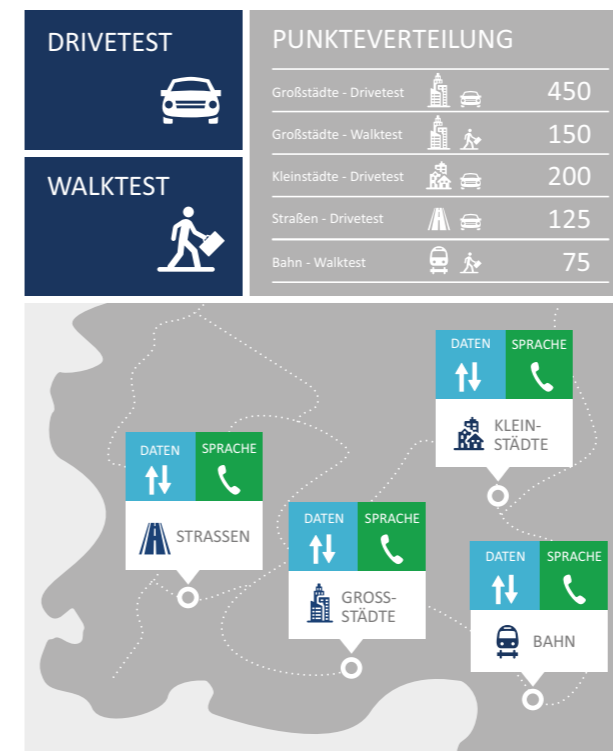 DRIVETEST
WALKTEST
PUNKTEVERTEILUNG
Großstädte - Drivetest 450
Großstädte - Walktest 150
Kleinstädte - Drivetest 200
Straßen - Drivetest 125
Bahn - Walktest 75
DATEN SPRACHE
KLEIN-
STÄDTE
DATEN SPRACHE
STRASSEN
DATEN SPRACHE
GROSS-
STÄDTE
DATEN SPRACHE
BAHN